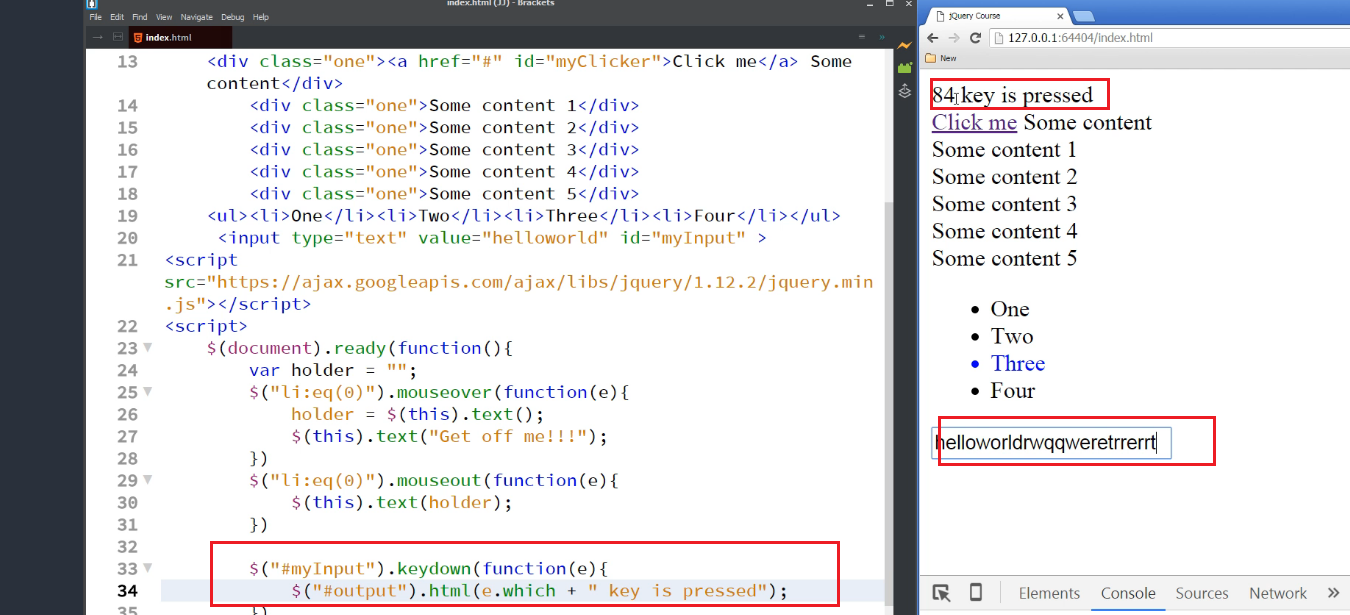 index.html (JJ) - Brackets
File Edit Find View Navigate Debug Help
index.html
13 <div class="one"><a href="#" id="myClicker">Click me</a> Some
content</div>
14 <div class="one">Some content 1</div>
15 <div class="one">Some content 2</div>
16 <div class="one">Some content 3</div>
17 <div class="one">Some content 4</div>
18 <div class="one">Some content 5</div>
19 <ul><li>One</li><li>Two</li><li>Three</li><li>Four</li></ul>
20 <input type="text" value="helloworld" id="myInput" >
21 <script
src="https://ajax.googleapis.com/ajax/libs/jquery/1.12.2/jquery.min
.js"></script>
22 <script>
23 $(document).ready(function(){
24 var holder = "";
25 $("li:eq(0)").mouseover(function(e){
26 holder = $(this).text();
27 $(this).text("Get off me!!!");
28 })
29 $("li:eq(0)").mouseout(function(e){
30 $(this).text(holder);
31 })
32
33 $("#myInput").keydown(function(e){
34 $("#output").html(e.which + " key is pressed");
35 })
jQuery Course
127.0.0.1:64404/index.html
New
84 key is pressed
Click me Some content
Some content 1
Some content 2
Some content 3
Some content 4
Some content 5
One
Two
Three
Four
helloworldrwqqweretrrerrt
Elements Console Sources Network